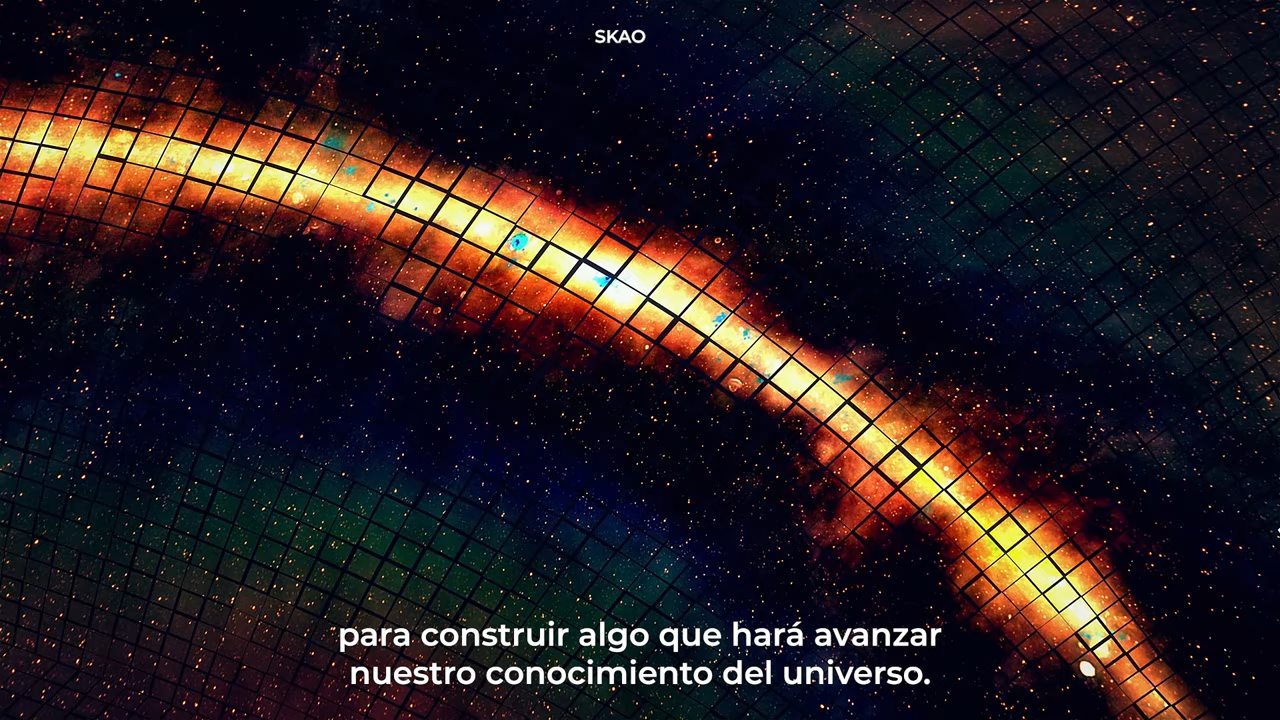 SKAO
para construir algo que hará avanzar
nuestro conocimiento del universo.